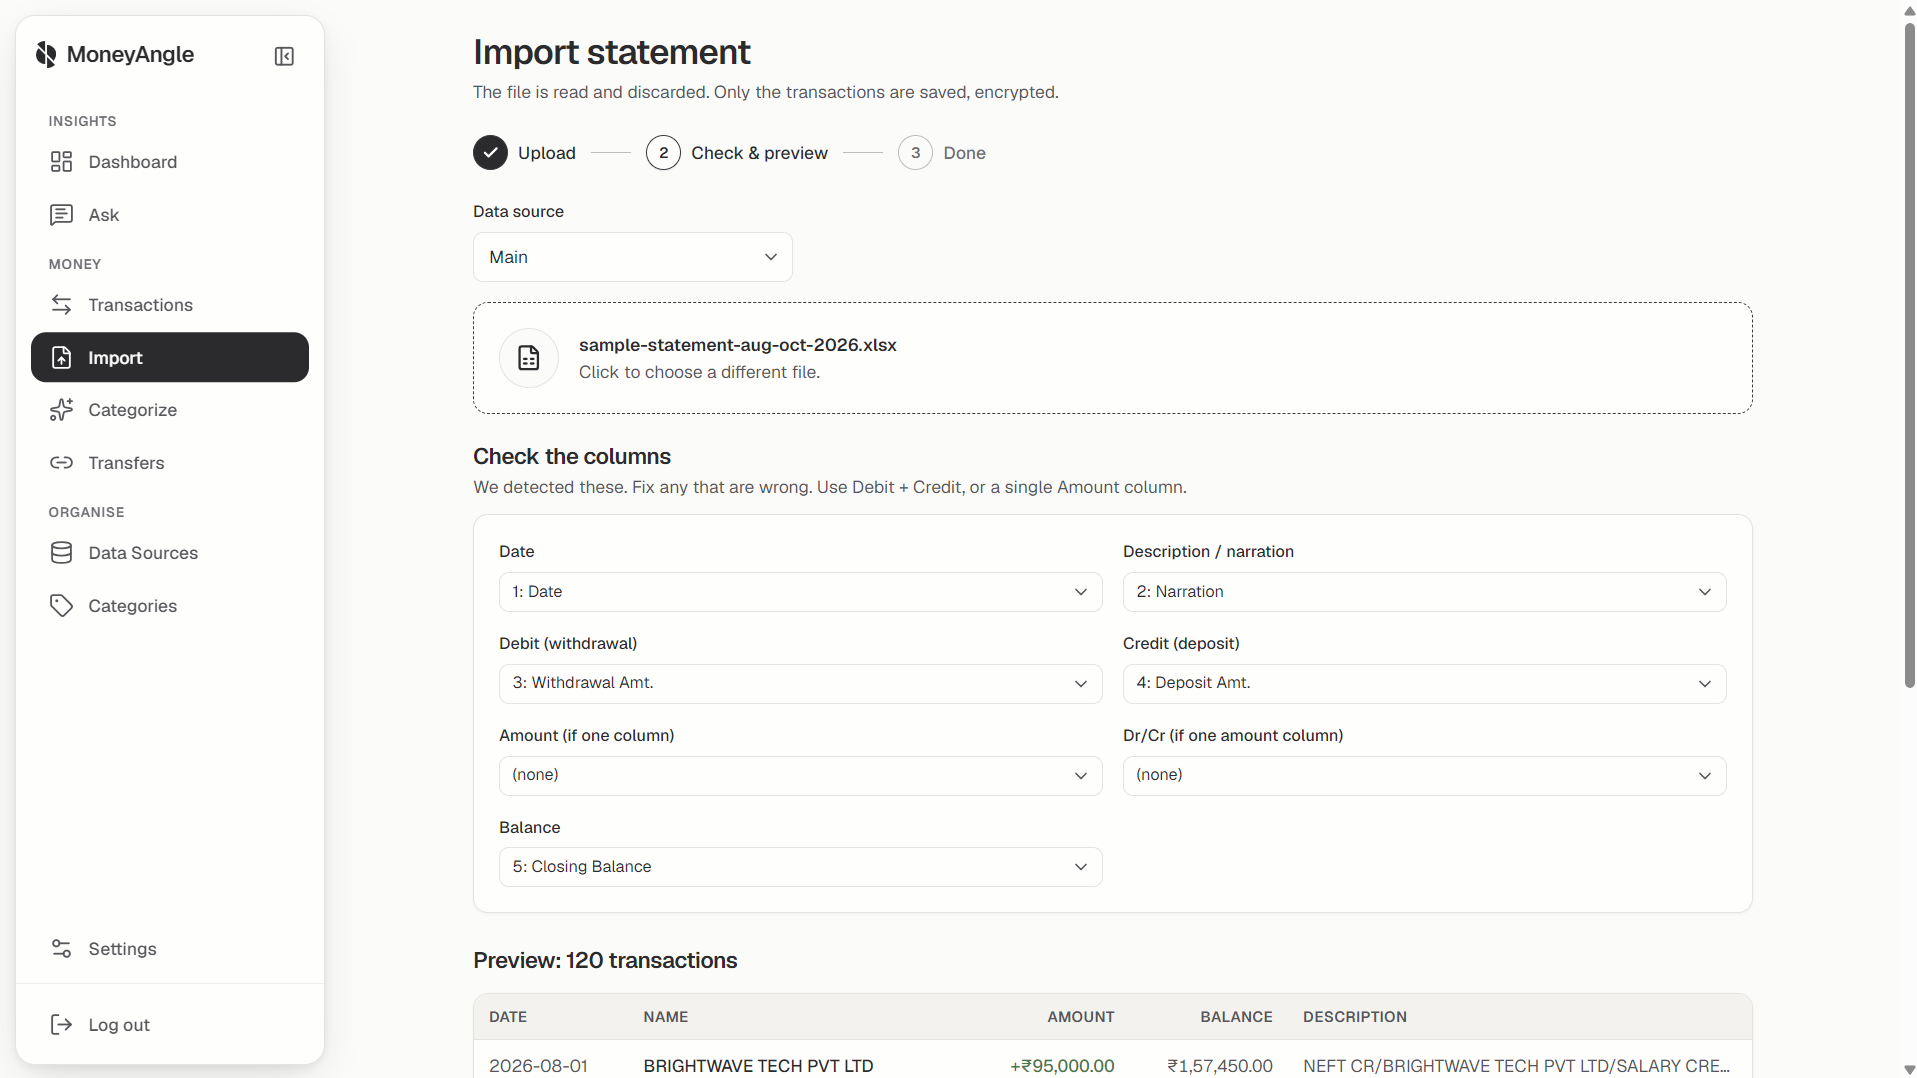 MoneyAngle
INSIGHTS
Dashboard
Ask
MONEY
Transactions
Import
Categorize
Transfers
ORGANISE
Data Sources
Categories
Settings
Log out
Import statement
The file is read and discarded. Only the transactions are saved, encrypted.
Upload 2 Check & preview 3 Done
Data source
Main
sample-statement-aug-oct-2026.xlsx
Click to choose a different file.
Check the columns
We detected these. Fix any that are wrong. Use Debit + Credit, or a single Amount column.
Date Description / narration
1: Date 2: Narration
Debit (withdrawal) Credit (deposit)
3: Withdrawal Amt. 4: Deposit Amt.
Amount (if one column) Dr/Cr (if one amount column)
(none) (none)
Balance
5: Closing Balance
Preview: 120 transactions
DATE NAME AMOUNT BALANCE DESCRIPTION
2026-08-01 BRIGHTWAVE TECH PVT LTD +₹95,000.00 ₹1,57,450.00 NEFT CR/BRIGHTWAVE TECH PVT LTD/SALARY CRE...